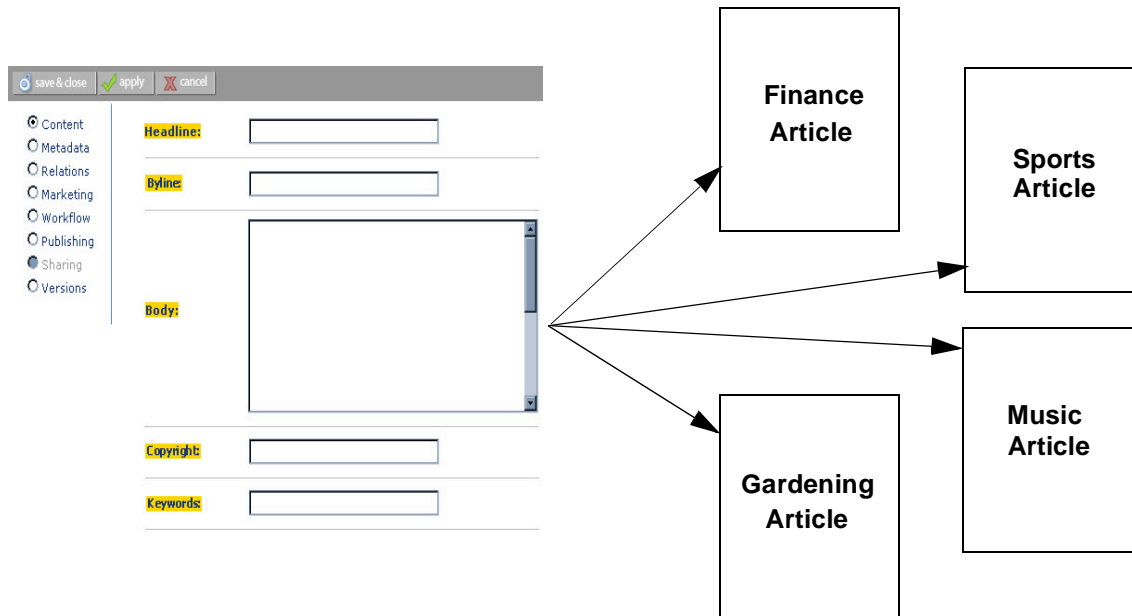 save & close apply cancel
Content
Metadata
Relations
Marketing
Workflow
Publishing
Sharing
Versions
Headline:
Byline:
Body:
Copyright:
Keywords:
Finance
Article
Sports
Article
Music
Article
Gardening
Article